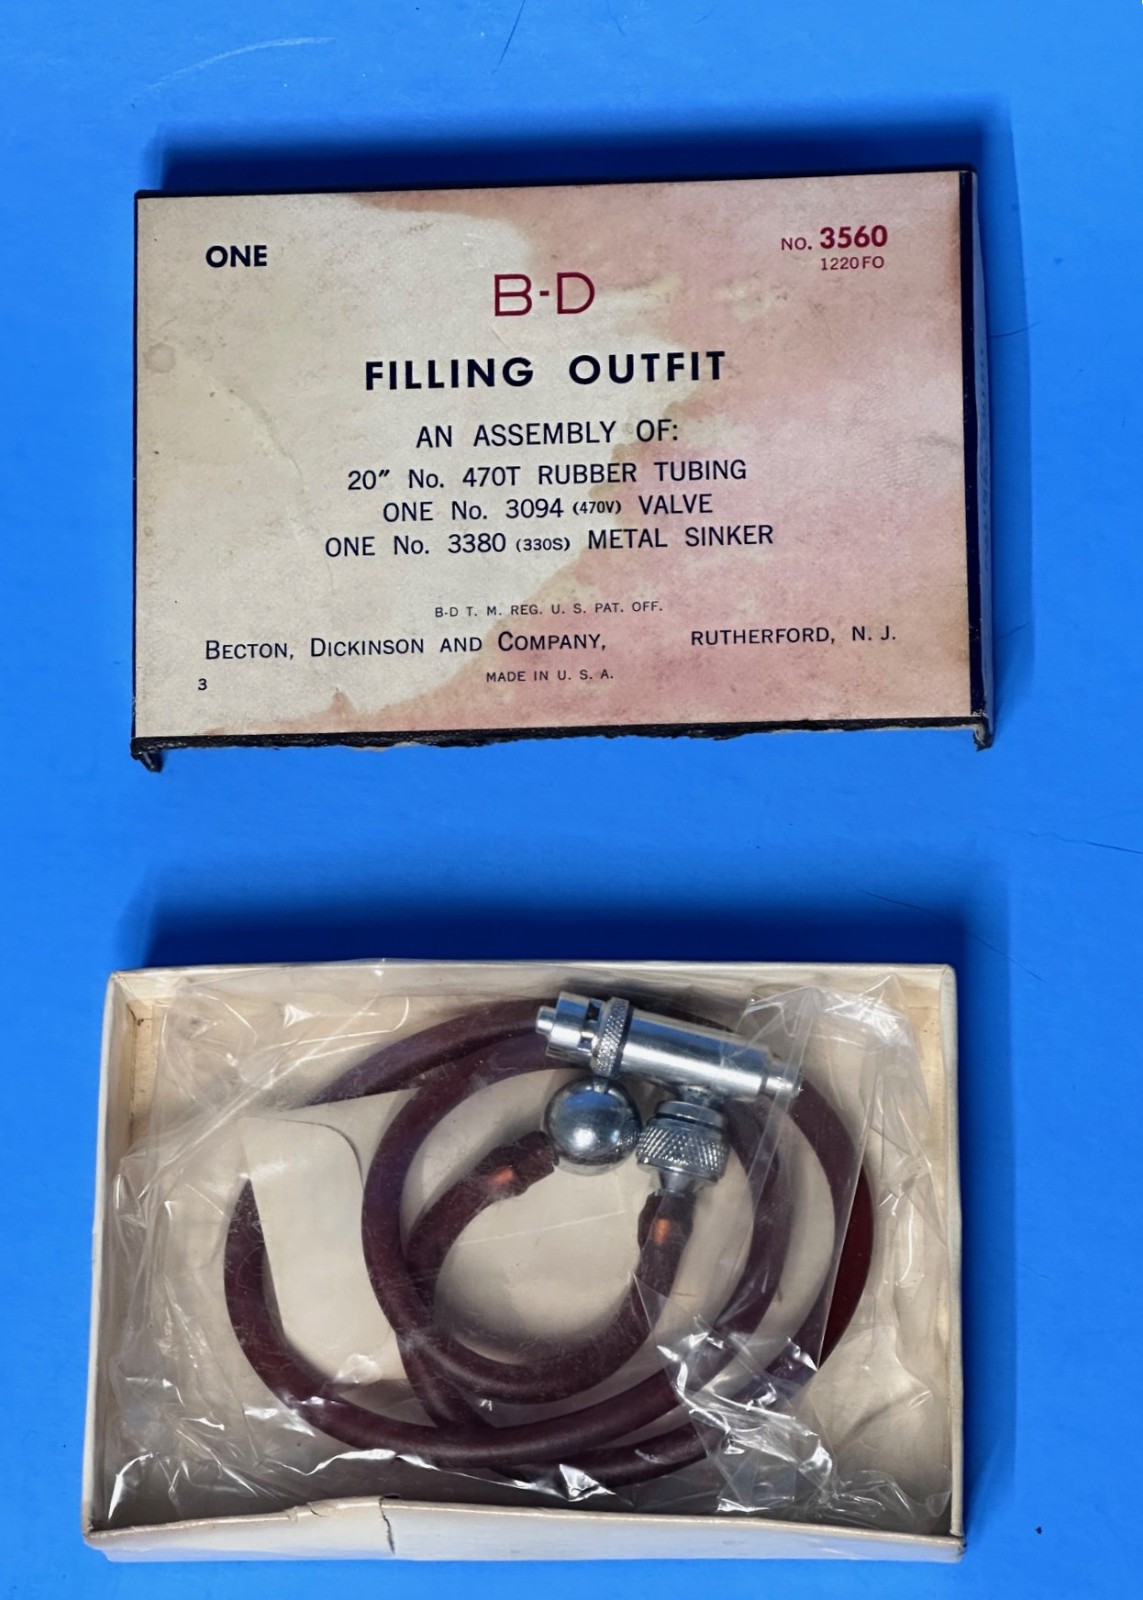 ONE
NO. 3560
1220FO
B-D
FILLING OUTFIT
AN ASSEMBLY OF:
20" No. 470T RUBBER TUBING
ONE No. 3094 (470V) VALVE
ONE No. 3380 (330S) METAL SINKER
B-D T. M. REG. U. S. PAT. OFF.
BECTON, DICKINSON AND COMPANY, RUTHERFORD, N. J.
3
MADE IN U. S. A.